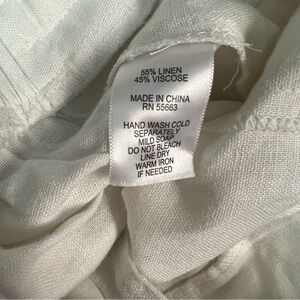 55% LINEN
45% VISCOSE
MADE IN CHINA
RN 55663
HAND WASH COLD
SEPARATELY
MILD SOAP
DO NOT BLEACH
LINE DRY
WARM IRON
IF NEEDED